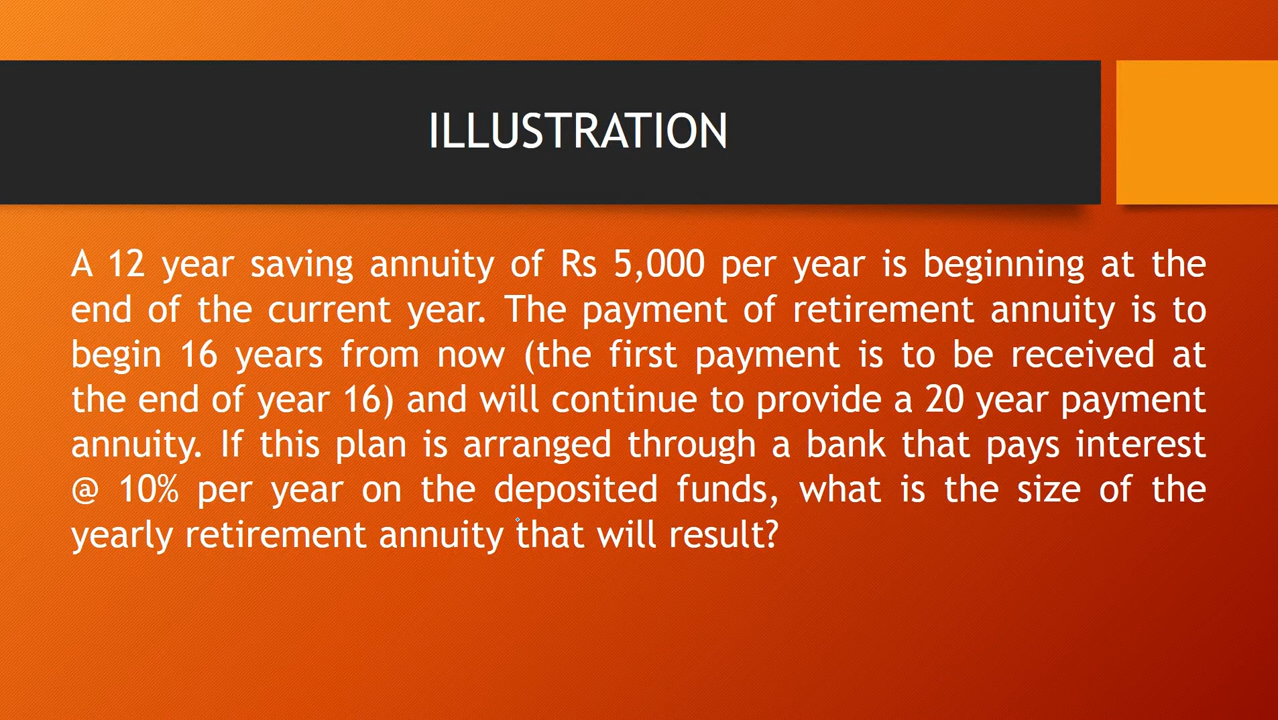 ILLUSTRATION
A 12 year saving annuity of Rs 5,000 per year is beginning at the
end of the current year. The payment of retirement annuity is to
begin 16 years from now (the first payment is to be received at
the end of year 16) and will continue to provide a 20 year payment
annuity. If this plan is arranged through a bank that pays interest
@ 10% per year on the deposited funds, what is the size of the
yearly retirement annuity that will result?